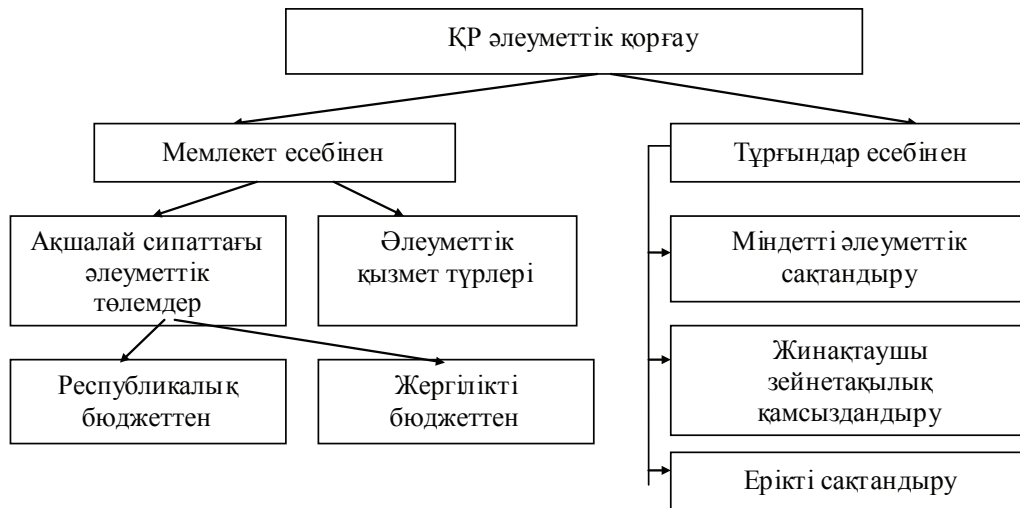 ҚР әлеуметтік қорғау
Мемлекет есебінен
Тұрғындар есебінен
Ақшалай сипаттағы
әлеуметтік
төлемдер
Әлеуметтік
қызмет түрлері
Міндетті әлеуметтік
сақтандыру
Республикалық
бюджеттен
Жергілікті
бюджеттен
Жинақтаушы
зейнетақылық
қамсыздандыру
Ерікті сақтандыру